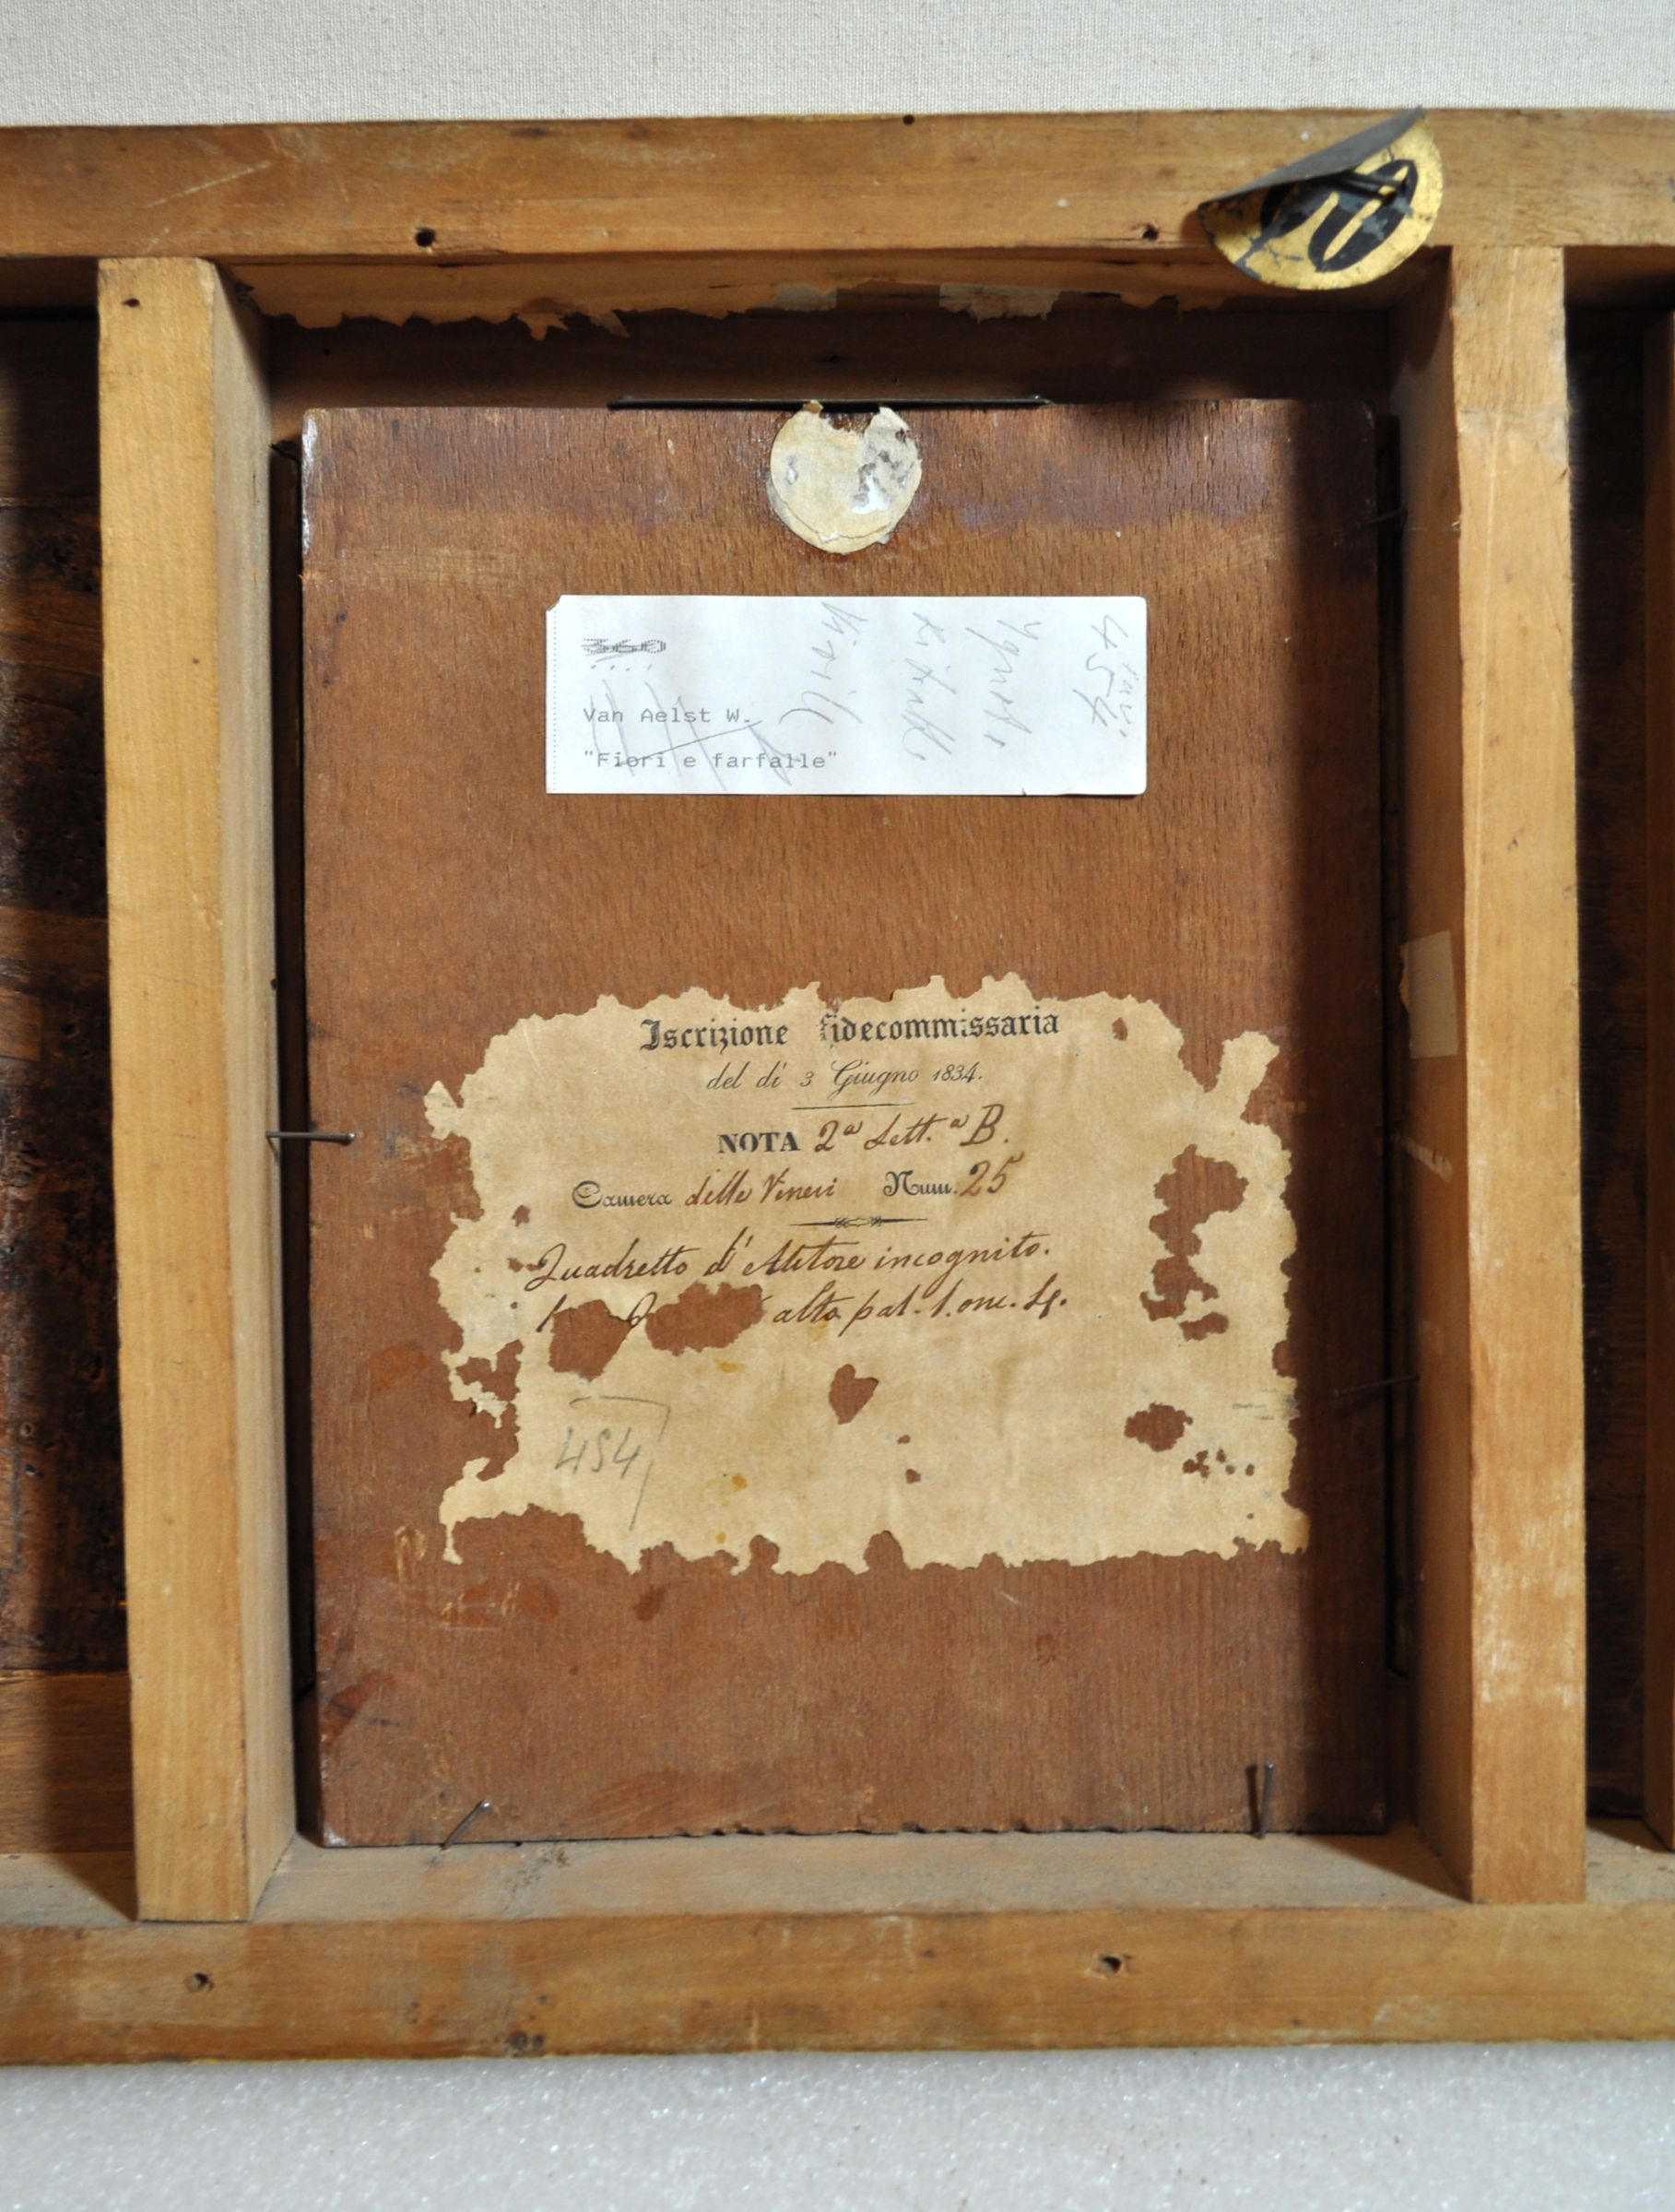 70
360
Van Aelst W.
"Fiori e farfalle"
454
Iscrizione fidecommissaria
del dì 3 Giugno 1834.
NOTA 2ª Lett.ª B.
Camera delle Veneri Num. 25
Quadretto d'Autore incognito.
alto pal. 1. onc.
454